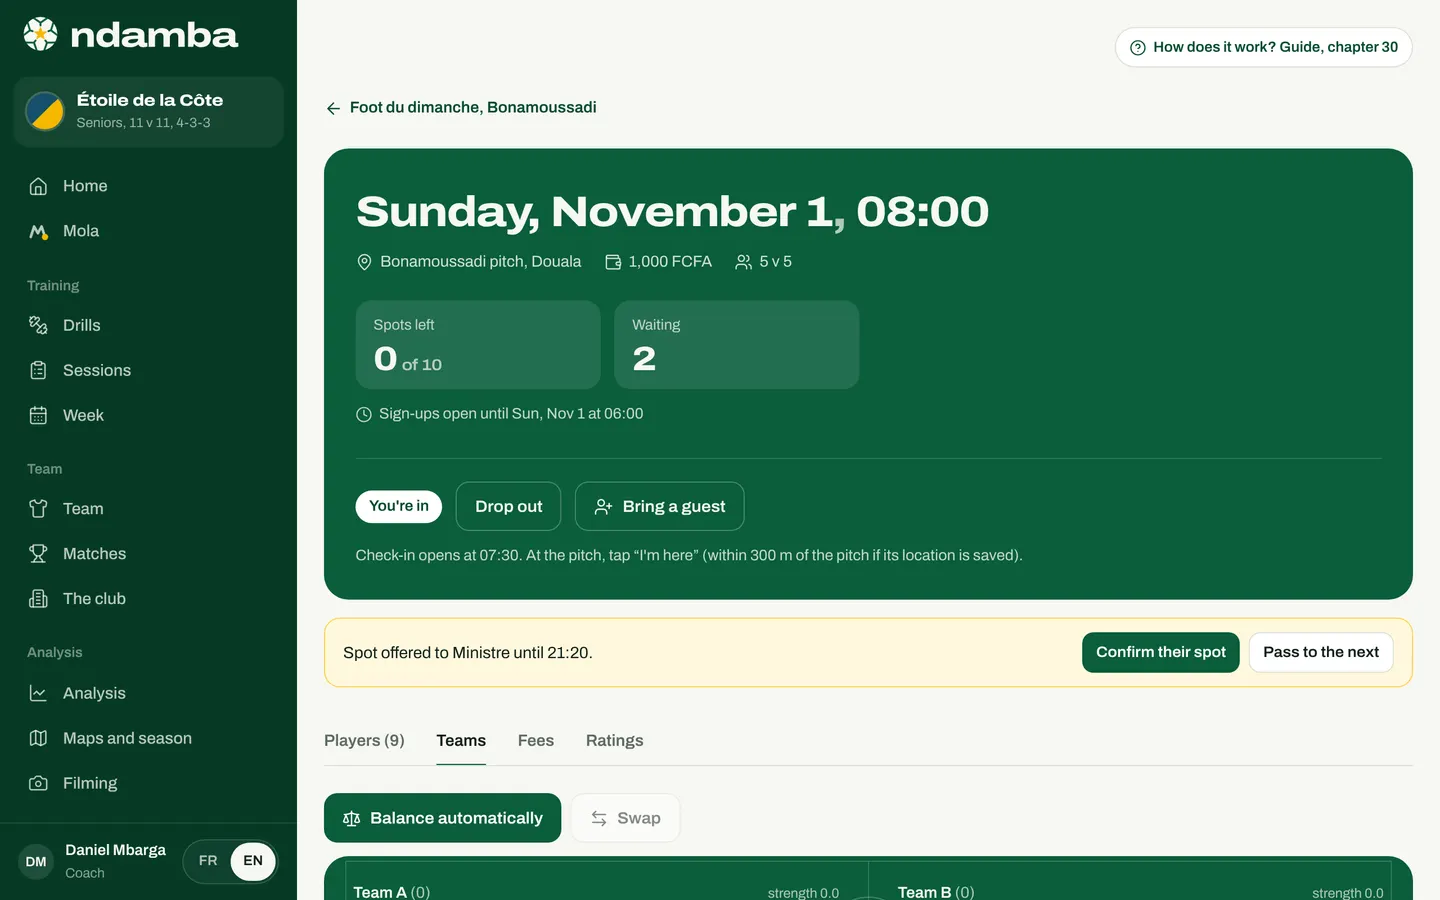 ndamba
Étoile de la Côte
Seniors, 11 v 11, 4-3-3
Home
Mola
Training
Drills
Sessions
Week
Team
Team
Matches
The club
Analysis
Analysis
Maps and season
Filming
DM
Daniel Mbarga
Coach
FR
EN
How does it work? Guide, chapter 30
Foot du dimanche, Bonamoussadi
Sunday, November 1, 08:00
Bonamoussadi pitch, Douala
1,000 FCFA
5 v 5
Spots left
0 of 10
Waiting
2
Sign-ups open until Sun, Nov 1 at 06:00
You're in
Drop out
Bring a guest
Check-in opens at 07:30. At the pitch, tap “I'm here” (within 300 m of the pitch if its location is saved).
Spot offered to Ministre until 21:20.
Confirm their spot
Pass to the next
Players (9)
Teams
Fees
Ratings
Balance automatically
Swap
Team A (0)
strength 0.0
Team B (0)
strength 0.0